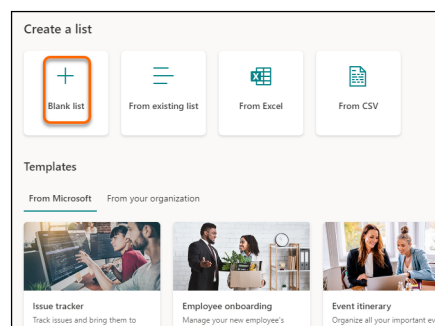 Create a list
Blank list
From existing list
From Excel
From CSV
Templates
From Microsoft
From your organization
Issue tracker
Track issues and bring them to
Employee onboarding
Manage your new employee's
Event itinerary
Organize all your important